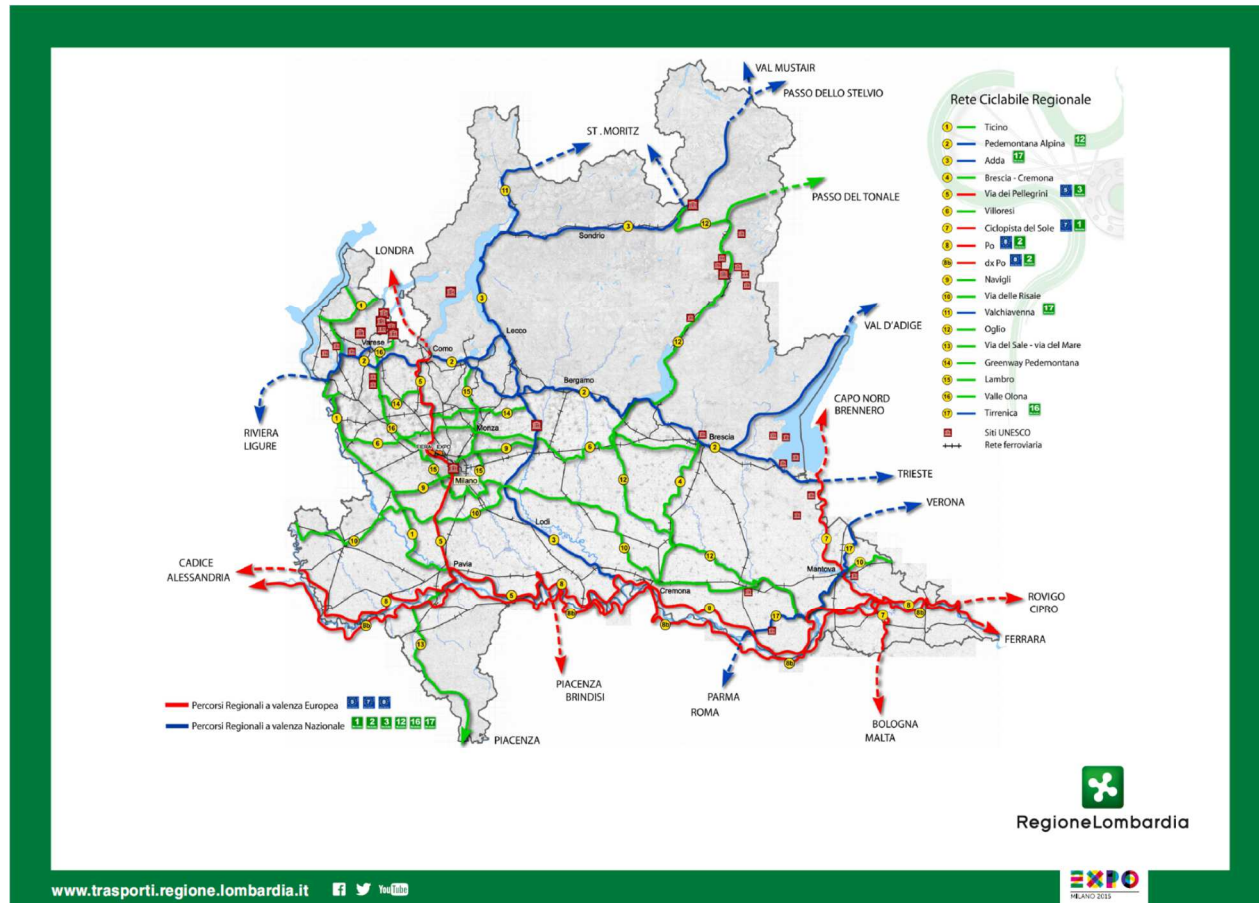 VAL MUSTAIR
PASSO DELLO STELVIO
ST . MORITZ
PASSO DEL TONALE
LONDRA
VAL D'ADIGE
CAPO NORD
BRENNERO
TRIESTE
VERONA
RIVIERA
LIGURE
CADICE
ALESSANDRIA
ROVIGO
CIPRO
FERRARA
PIACENZA
BRINDISI
PARMA
ROMA
BOLOGNA
MALTA
PIACENZA
Sondrio
Lecco
Varese
Como
Bergamo
Brescia
Monza
Milano
Lodi
Pavia
Cremona
Mantova
Rete Ciclabile Regionale
1 Ticino
2 Pedemontana Alpina 12
3 Adda 17
4 Brescia - Cremona
5 Via dei Pellegrini 5 3
6 Villoresi
7 Ciclopista del Sole 7 1
8 Po 8 2
8b dx Po 8 2
9 Navigli
10 Via delle Risaie
11 Valchiavenna 17
12 Oglio
13 Via del Sale - via del Mare
14 Greenway Pedemontana
15 Lambro
16 Valle Olona
17 Tirrenica 16
Siti UNESCO
Rete ferroviaria
Percorsi Regionali a valenza Europea 5 7 8
Percorsi Regionali a valenza Nazionale 1 2 3 12 16 17
RegioneLombardia
www.trasporti.regione.lombardia.it
YouTube
EXPO
MILANO 2015